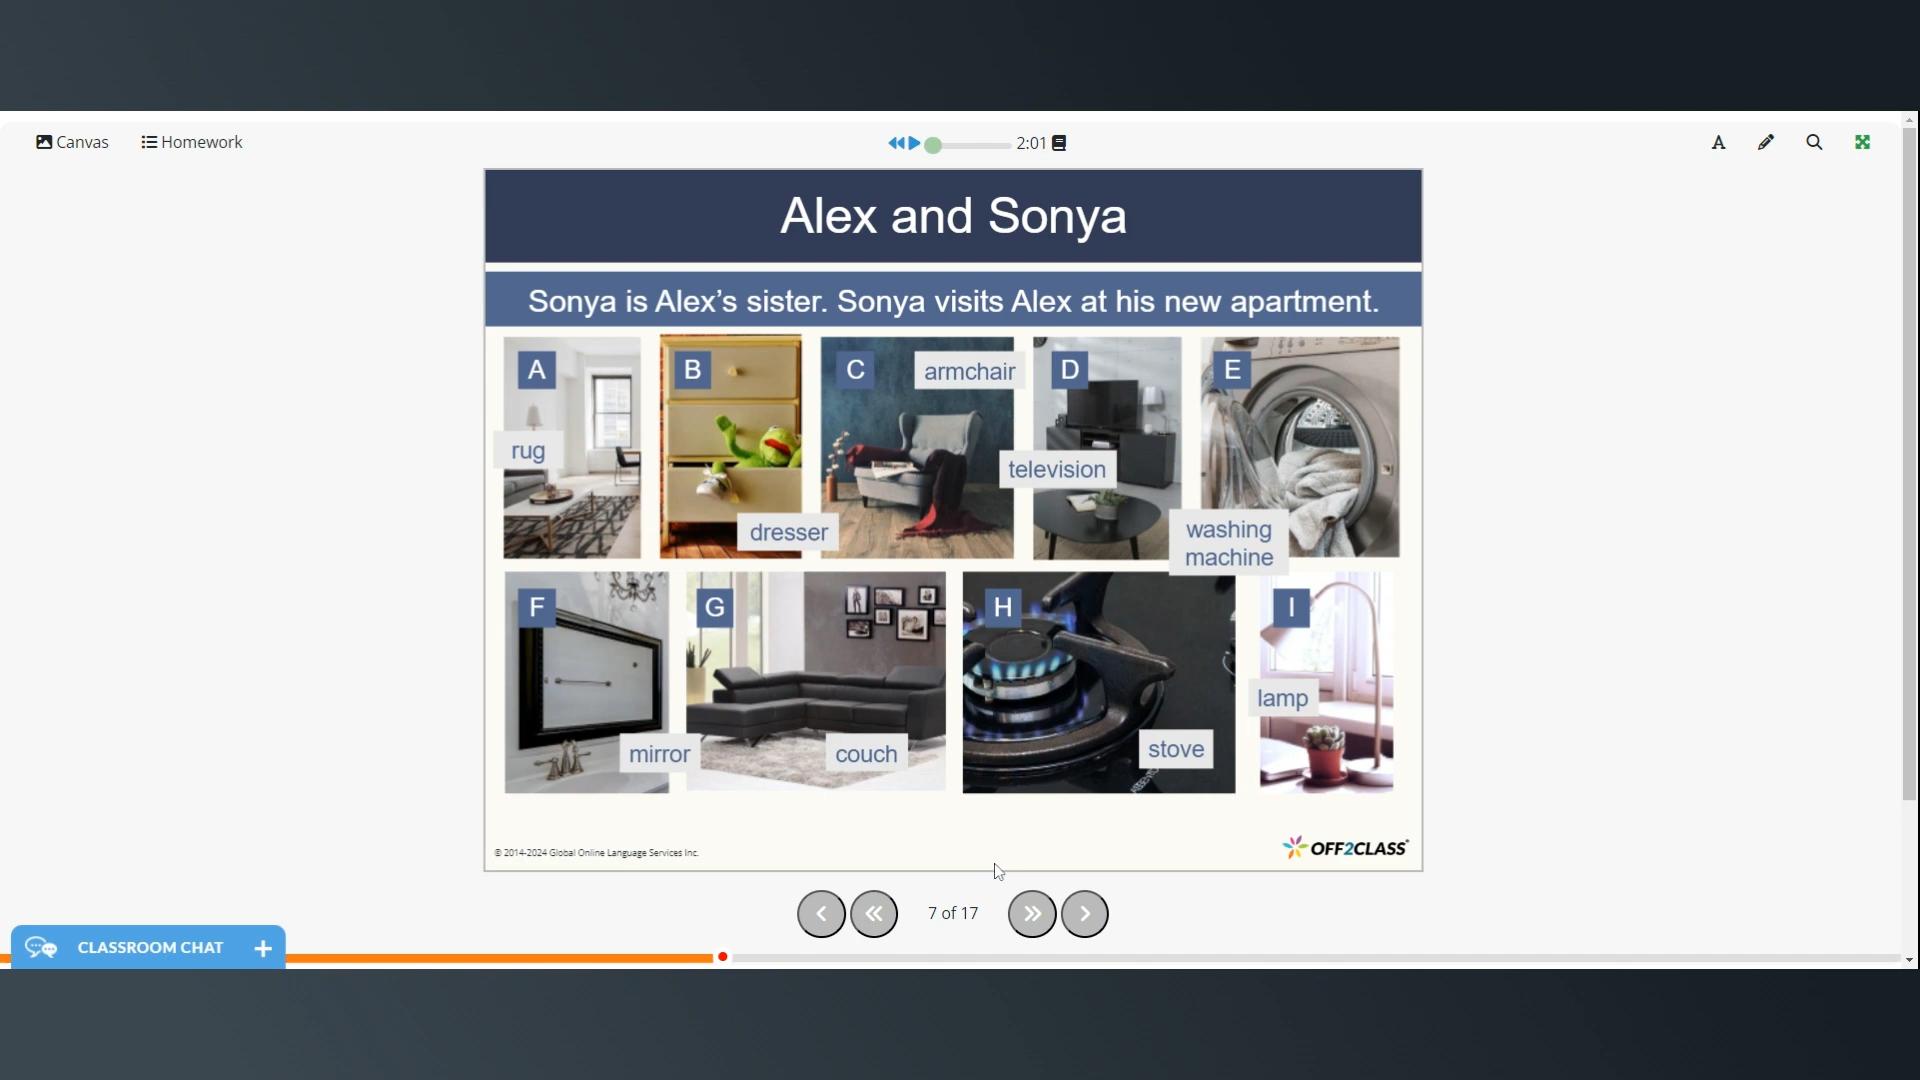 Canvas
Homework
2:01
A
Alex and Sonya
Sonya is Alex's sister. Sonya visits Alex at his new apartment.
A
B
C
armchair
D
E
rug
television
dresser
washing
machine
F
G
H
I
lamp
mirror
couch
stove
© 2014-2024 Global Online Language Services Inc.
OFF2CLASS
7 of 17
CLASSROOM CHAT +